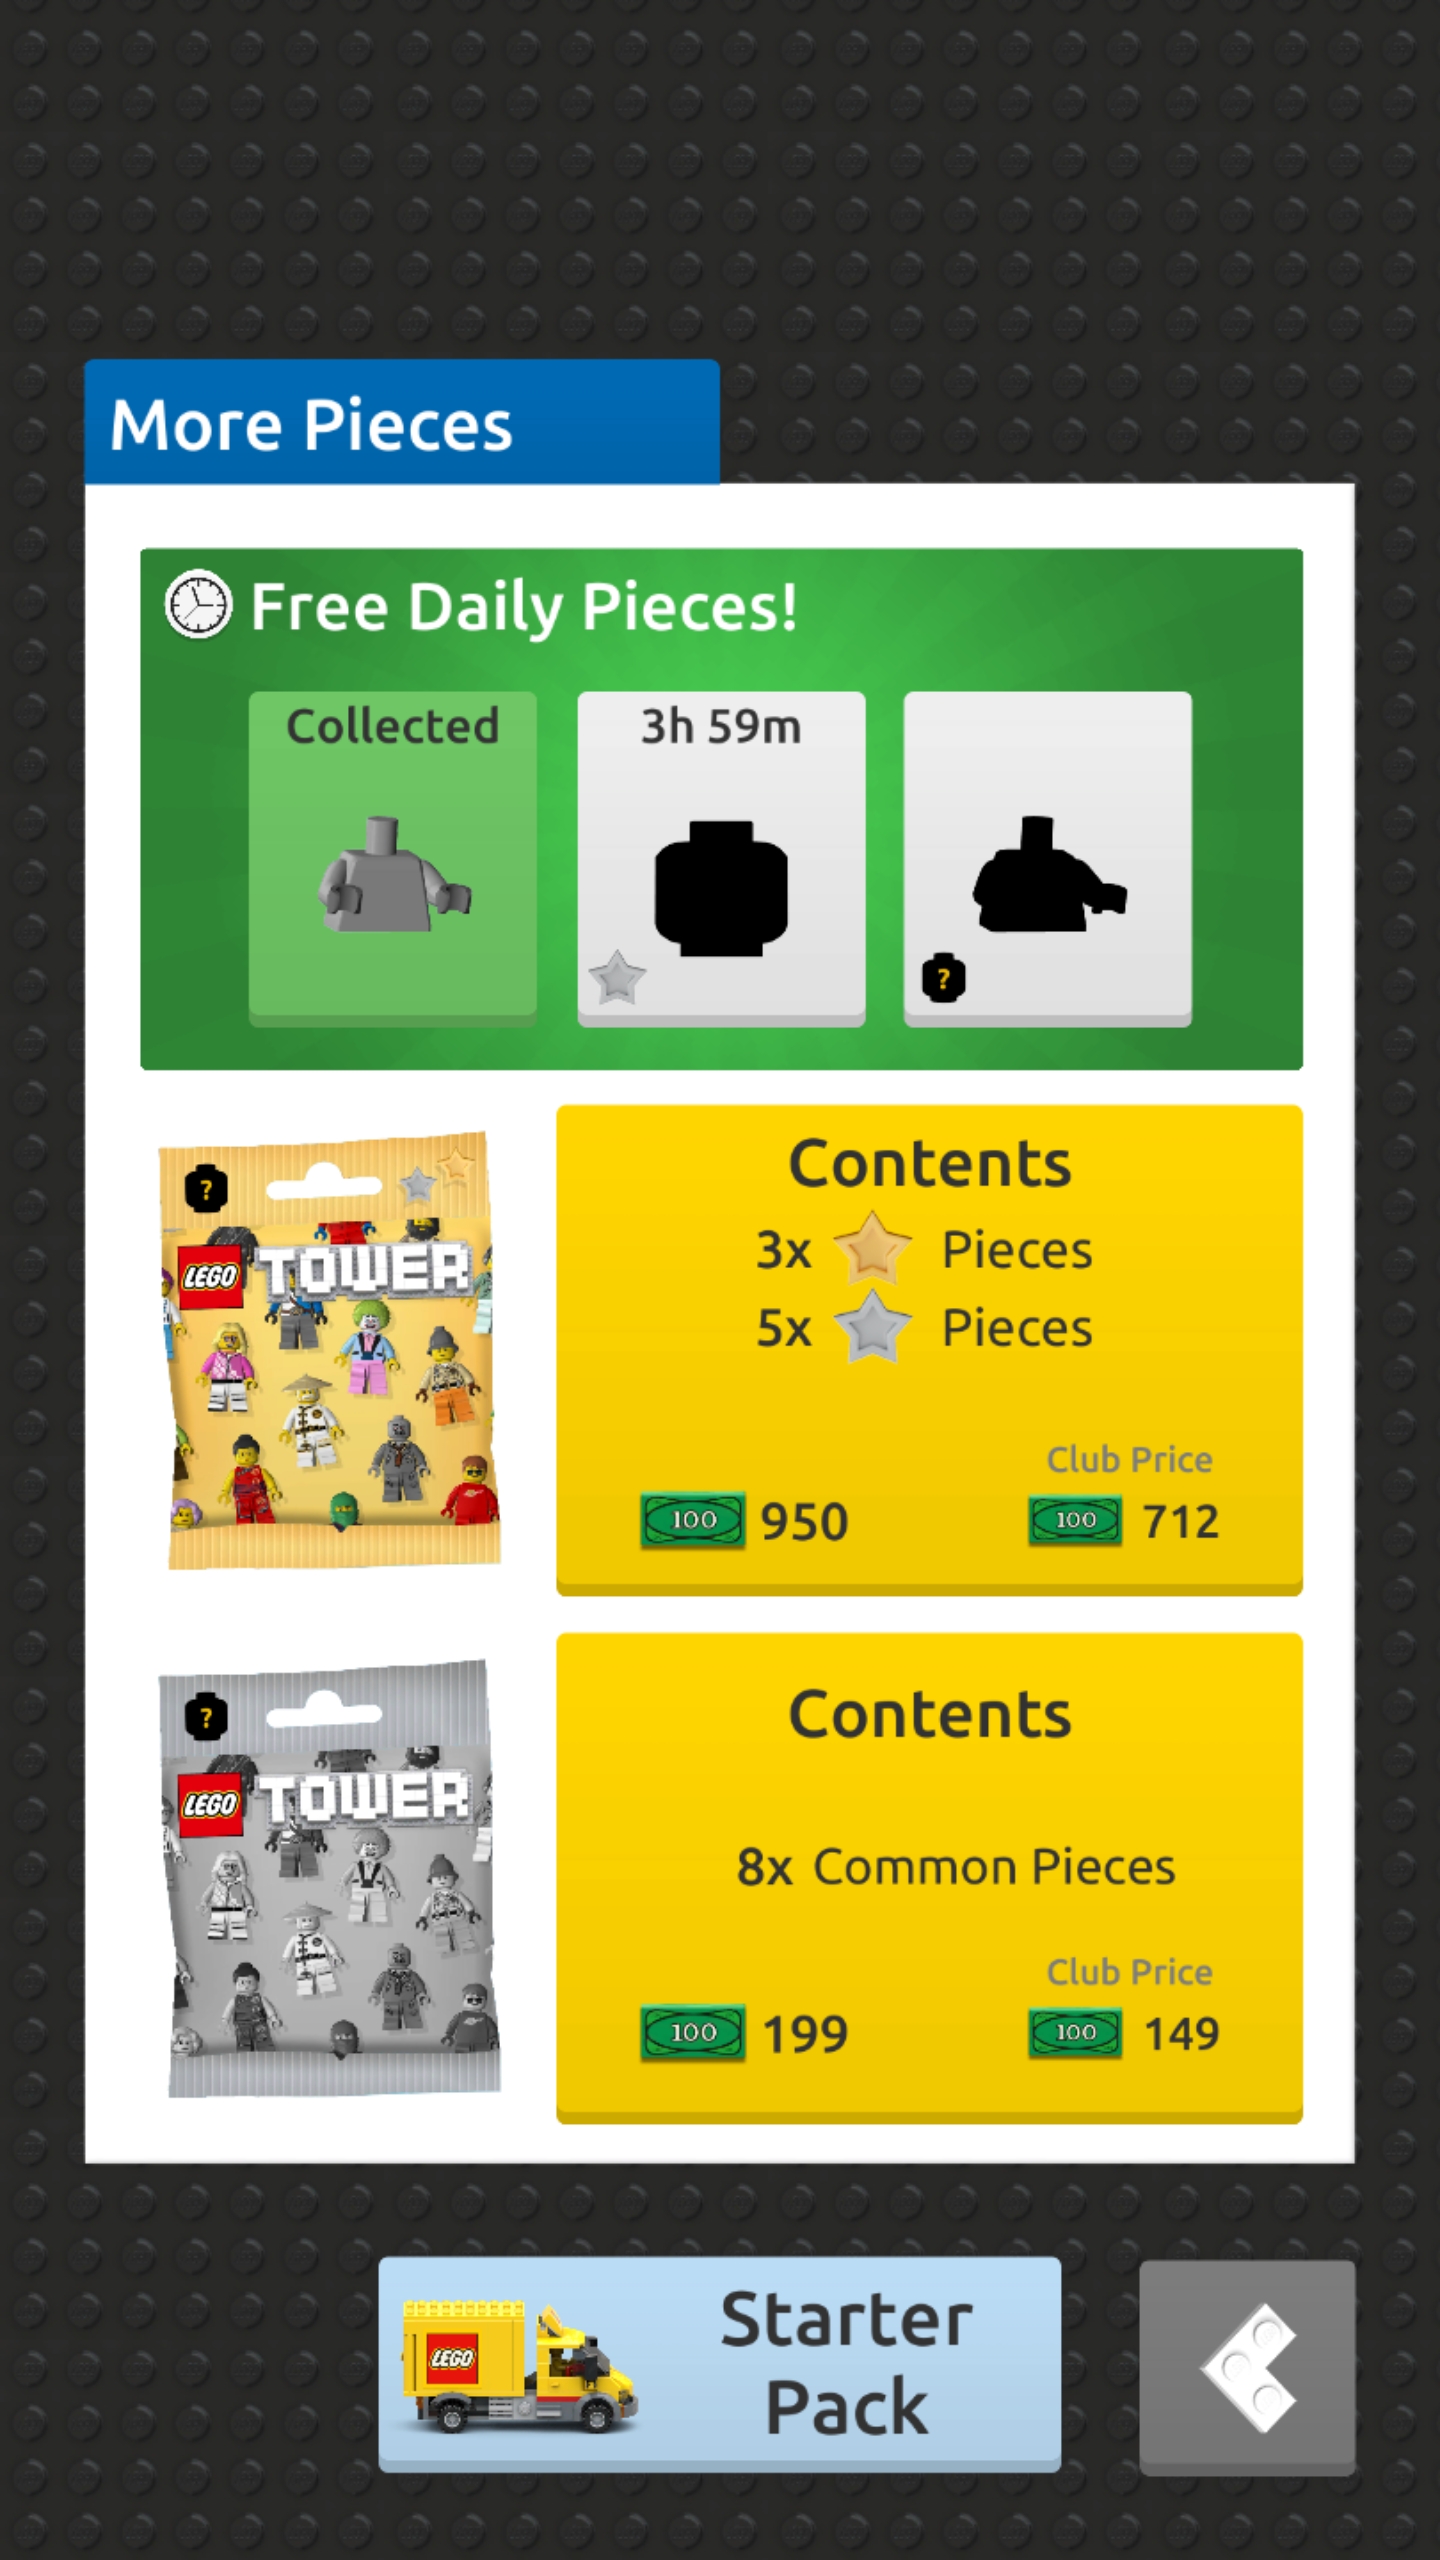 More Pieces
Free Daily Pieces!
Collected
3h 59m
?
?
LEGO TOWER
Contents
3x Pieces
5x Pieces
Club Price
100 950
100 712
?
LEGO TOWER
Contents
8x Common Pieces
Club Price
100 199
100 149
LEGO
Starter
Pack